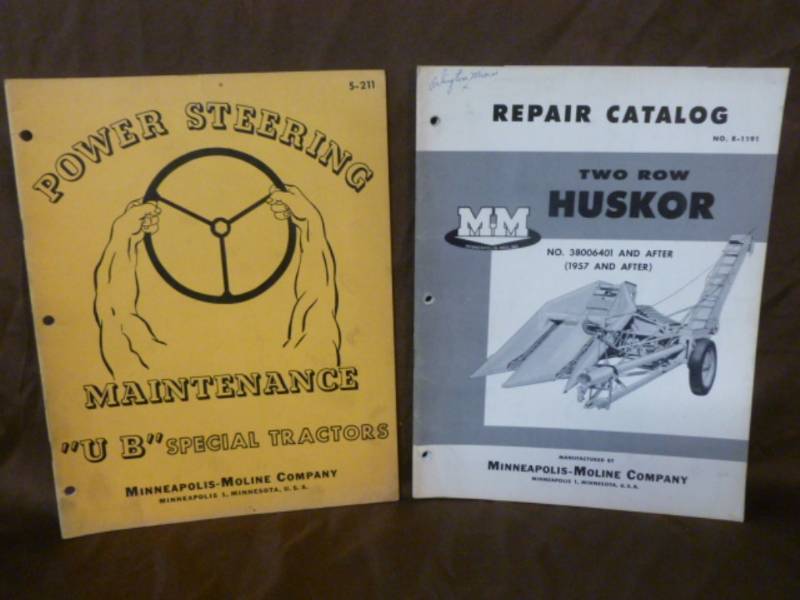 S-211
POWER STEERING
MAINTENANCE
"U B" SPECIAL TRACTORS
MINNEAPOLIS-MOLINE COMPANY
MINNEAPOLIS 1, MINNESOTA, U.S.A.
REPAIR CATALOG
NO. R-1191
TWO ROW
HUSKOR
MM
NO. 38006401 AND AFTER
(1957 AND AFTER)
MANUFACTURED BY
MINNEAPOLIS-MOLINE COMPANY
MINNEAPOLIS 1, MINNESOTA, U.S.A.